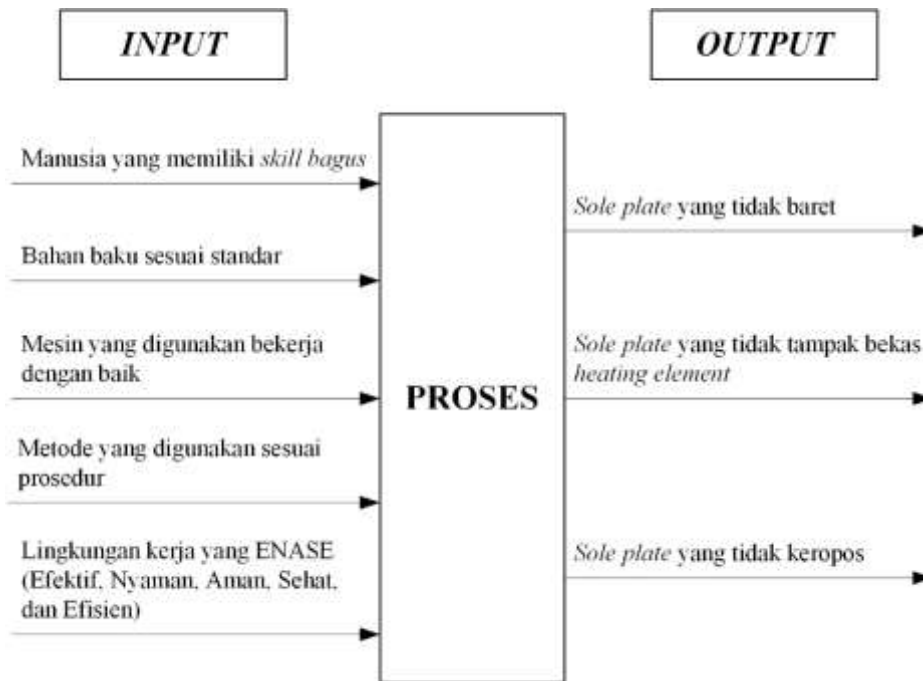 INPUT
OUTPUT
Manusia yang memiliki skill bagus
Bahan baku sesuai standar
Mesin yang digunakan bekerja
dengan baik
Metode yang digunakan sesuai
prosedur
Lingkungan kerja yang ENASE
(Efektif, Nyaman, Aman, Sehat,
dan Efisien)
PROSES
Sole plate yang tidak baret
Sole plate yang tidak tampak bekas
heating element
Sole plate yang tidak keropos